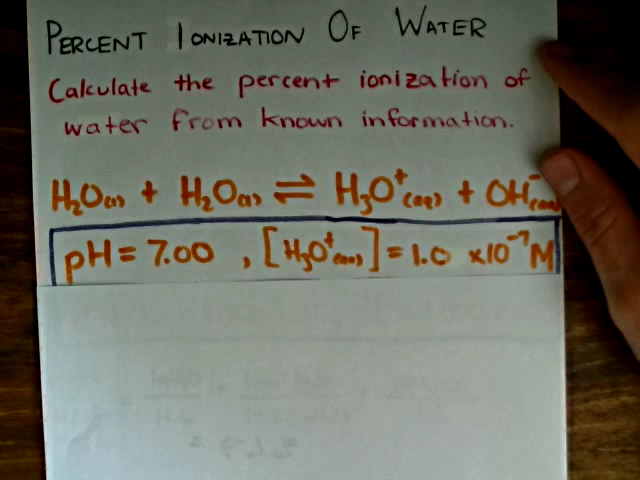 PERCENT IONIZATION OF WATER
Calculate the percent ionization of
water from known information.
H₂O(l) + H₂O(l) ⇌ H₃O⁺(aq) + OH⁻(aq)
pH = 7.00 , [H₃O⁺(aq)] = 1.0 x10⁻⁷ M